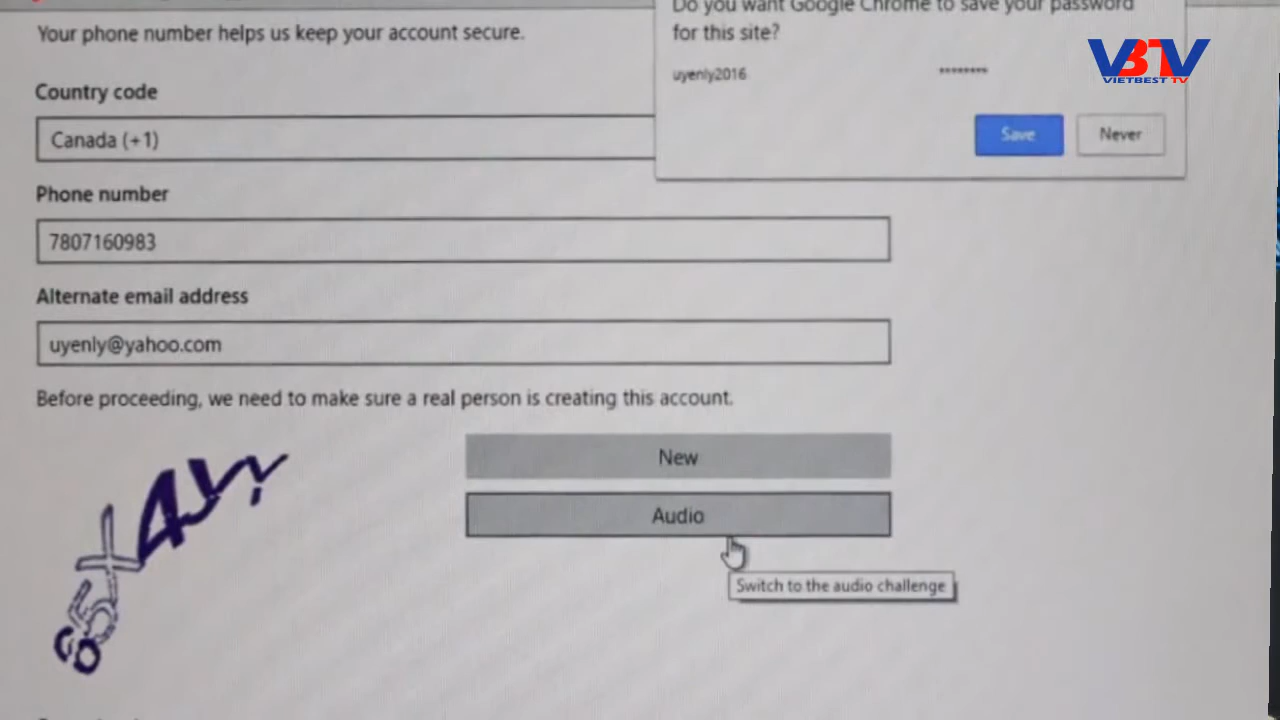 Do you want Google Chrome to save your password
for this site?
uyenly2016 ********
Save Never
VBTV
VIETBEST TV
Your phone number helps us keep your account secure.
Country code
Canada (+1)
Phone number
7807160983
Alternate email address
uyenly@yahoo.com
Before proceeding, we need to make sure a real person is creating this account.
New
Audio
Switch to the audio challenge